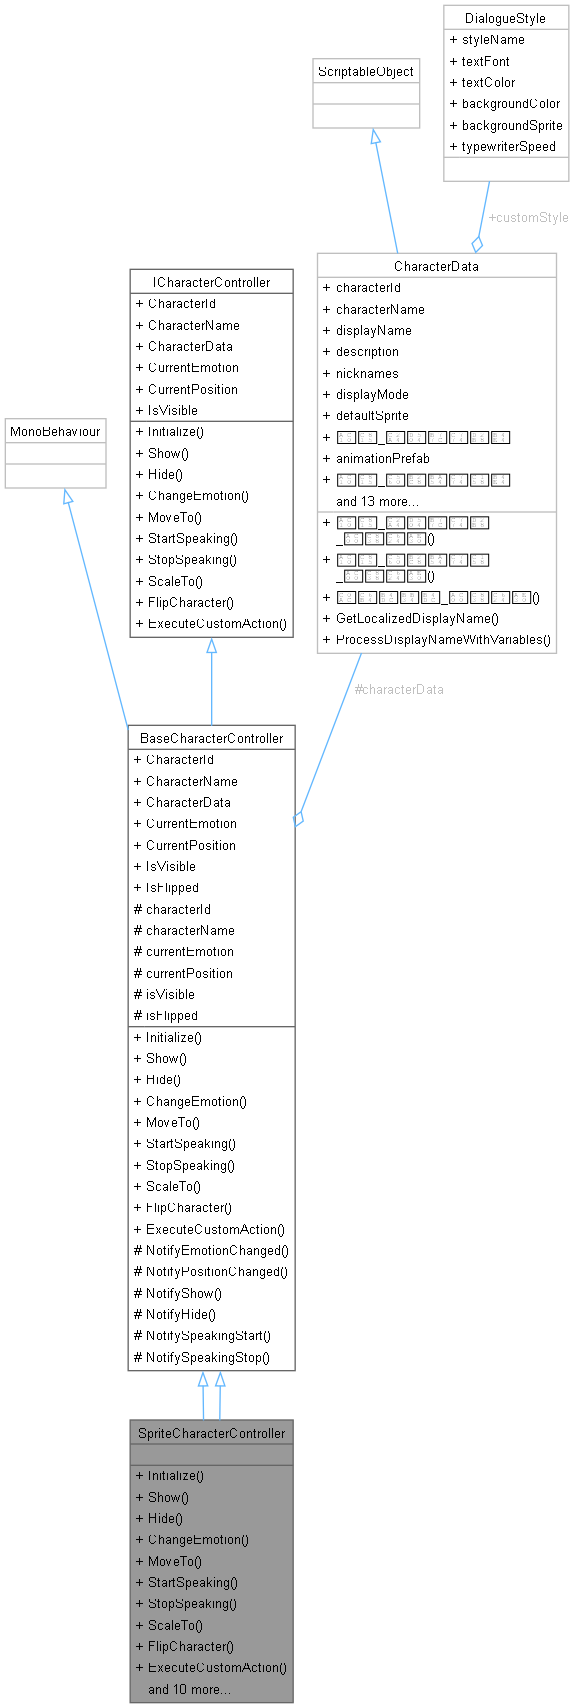 DialogueStyle
+ styleName
+ textFont
+ textColor
+ backgroundColor
+ backgroundSprite
+ typewriterSpeed
ScriptableObject
+customStyle
CharacterData
+ characterId
+ characterName
+ displayName
+ description
+ nicknames
+ displayMode
+ defaultSprite
+ animationPrefab
and 13 more...
+ GetLocalizedDisplayName()
+ ProcessDisplayNameWithVariables()
ICharacterController
+ CharacterId
+ CharacterName
+ CharacterData
+ CurrentEmotion
+ CurrentPosition
+ IsVisible
+ Initialize()
+ Show()
+ Hide()
+ ChangeEmotion()
+ MoveTo()
+ StartSpeaking()
+ StopSpeaking()
+ ScaleTo()
+ FlipCharacter()
+ ExecuteCustomAction()
MonoBehaviour
#characterData
BaseCharacterController
+ CharacterId
+ CharacterName
+ CharacterData
+ CurrentEmotion
+ CurrentPosition
+ IsVisible
+ IsFlipped
# characterId
# characterName
# currentEmotion
# currentPosition
# isVisible
# isFlipped
+ Initialize()
+ Show()
+ Hide()
+ ChangeEmotion()
+ MoveTo()
+ StartSpeaking()
+ StopSpeaking()
+ ScaleTo()
+ FlipCharacter()
+ ExecuteCustomAction()
# NotifyEmotionChanged()
# NotifyPositionChanged()
# NotifyShow()
# NotifyHide()
# NotifySpeakingStart()
# NotifySpeakingStop()
SpriteCharacterController
+ Initialize()
+ Show()
+ Hide()
+ ChangeEmotion()
+ MoveTo()
+ StartSpeaking()
+ StopSpeaking()
+ ScaleTo()
+ FlipCharacter()
+ ExecuteCustomAction()
and 10 more...